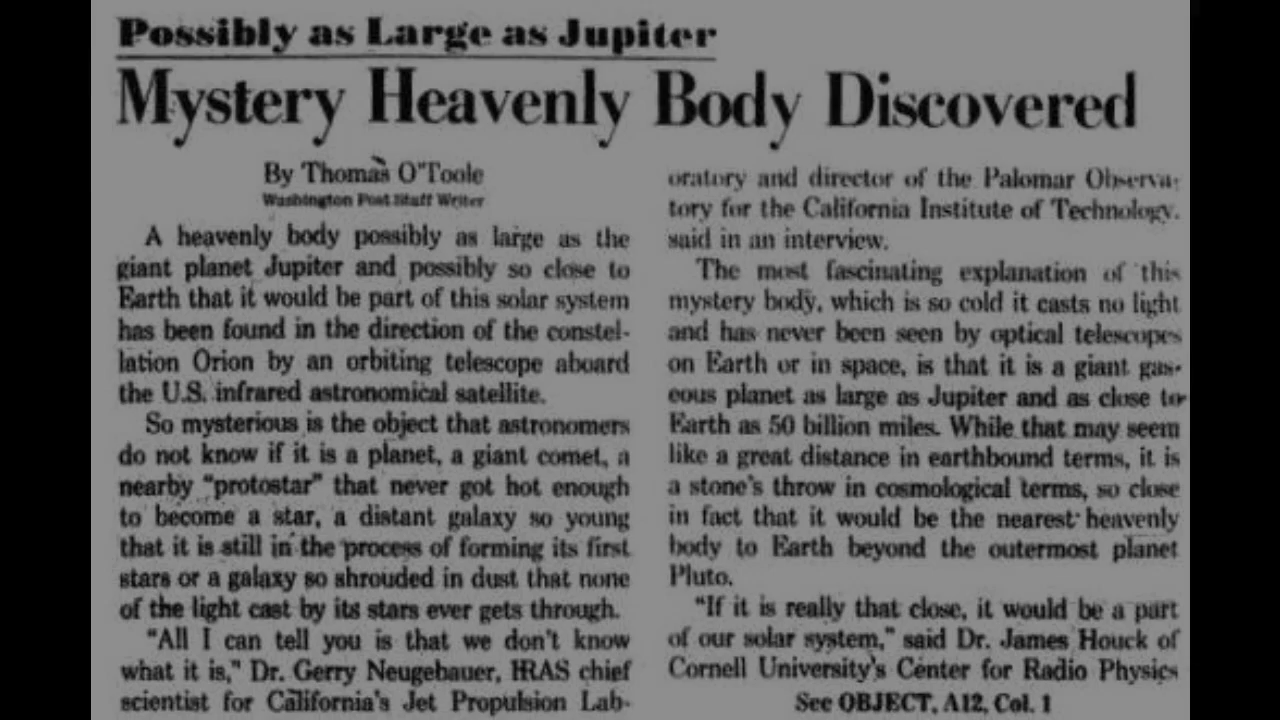 Possibly as Large as Jupiter
Mystery Heavenly Body Discovered
By Thomas O"Toole
Washington Post Staff Writer
A heavenly body possibly as large as the
giant planet Jupiter and possibly so close to
Earth that it would be part of this solar system
has been found in the direction of the constel-
lation Orion by an orbiting telescope aboard
the U.S. infrared astronomical satellite.
So mysterious is the object that astronomers
do not know if it is a planet, a giant comet, a
nearby "protostar" that never got hot enough
to become a star, a distant galaxy so young
that it is still in the process of forming its first
stars or a galaxy so shrouded in dust that none
of the light cast by its stars ever gets through.
"All I can tell you is that we don't know
what it is," Dr. Gerry Neugebauer, IRAS chief
scientist for California's Jet Propulsion Lab-
oratory and director of the Palomar Observa-
tory for the California Institute of Technology.
said in an interview.
The most fascinating explanation of this
mystery body, which is so cold it casts no light
and has never been seen by optical telescopes
on Earth or in space, is that it is a giant gas-
eous planet as large as Jupiter and as close to
Earth as 50 billion miles. While that may seem
like a great distance in earthbound terms, it is
a stone's throw in cosmological terms, so close
in fact that it would be the nearest heavenly
body to Earth beyond the outermost planet
Pluto.
"If it is really that close, it would be a part
of our solar system," said Dr. James Houck of
Cornell University's Center for Radio Physics
See OBJECT, A12, Col. 1